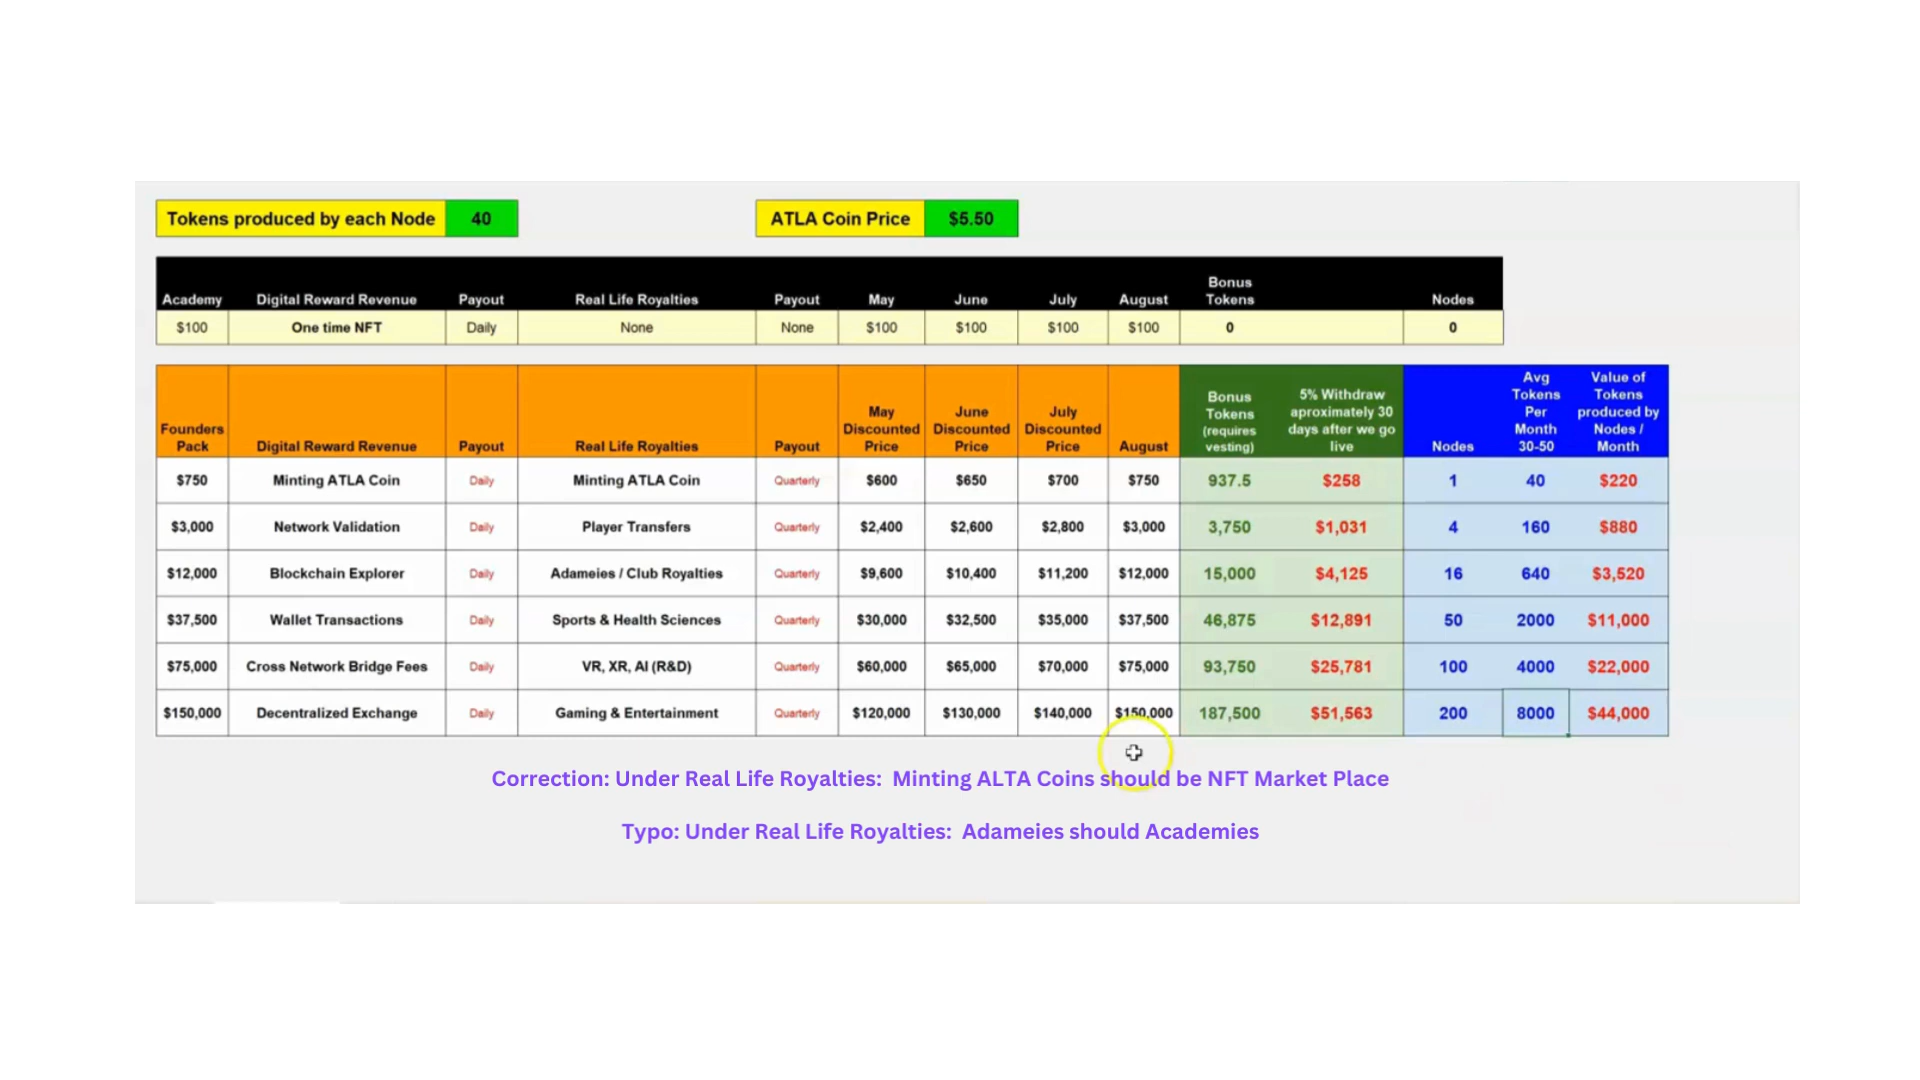 Tokens produced by each Node 40 ATLA Coin Price $5.50
Bonus
Academy Digital Reward Revenue Payout Real Life Royalties Payout May June July August Tokens Nodes
$100 One time NFT Daily None None $100 $100 $100 $100 0 0
Avg Value of
Tokens Tokens
Bonus 5% Withdraw
May June July Tokens aproximately 30 Per produced by
Founders Discounted Discounted Discounted (requires days after we go Month Nodes /
Pack Digital Reward Revenue Payout Real Life Royalties Payout Price Price Price August vesting) live Nodes 30-50 Month
$750 Minting ATLA Coin Daily Minting ATLA Coin Quarterly $600 $650 $700 $750 937.5 $258 1 40 $220
$3,000 Network Validation Daily Player Transfers Quarterly $2,400 $2,600 $2,800 $3,000 3,750 $1,031 4 160 $880
$12,000 Blockchain Explorer Daily Adameies / Club Royalties Quarterly $9,600 $10,400 $11,200 $12,000 15,000 $4,125 16 640 $3,520
$37,500 Wallet Transactions Daily Sports & Health Sciences Quarterly $30,000 $32,500 $35,000 $37,500 46,875 $12,891 50 2000 $11,000
$75,000 Cross Network Bridge Fees Daily VR, XR, AI (R&D) Quarterly $60,000 $65,000 $70,000 $75,000 93,750 $25,781 100 4000 $22,000
$150,000 Decentralized Exchange Daily Gaming & Entertainment Quarterly $120,000 $130,000 $140,000 $150,000 187,500 $51,563 200 8000 $44,000
Correction: Under Real Life Royalties: Minting ALTA Coins should be NFT Market Place
Typo: Under Real Life Royalties: Adameies should Academies